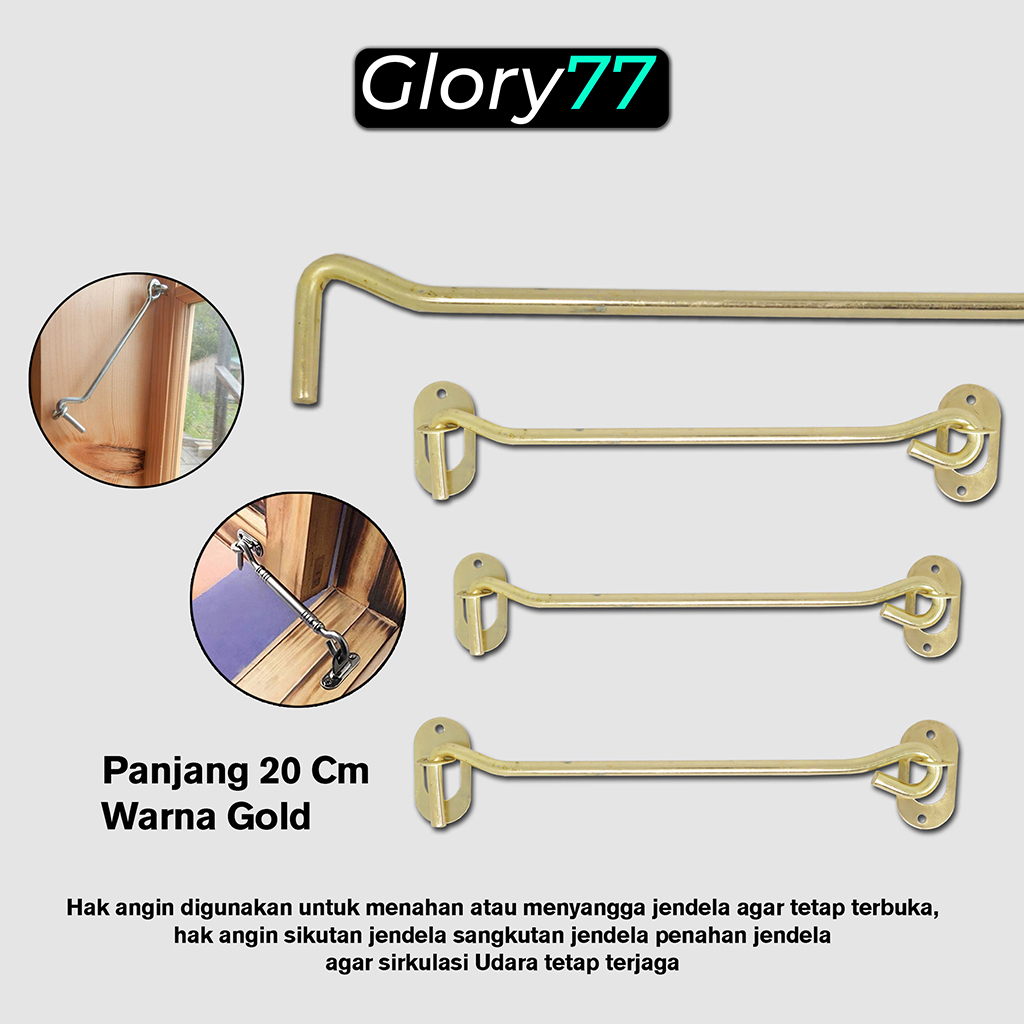 Glory77
Panjang 20 Cm
Warna Gold
Hak angin digunakan untuk menahan atau menyangga jendela agar tetap terbuka,
hak angin sikutan jendela sangkutan jendela penahan jendela
agar sirkulasi Udara tetap terjaga